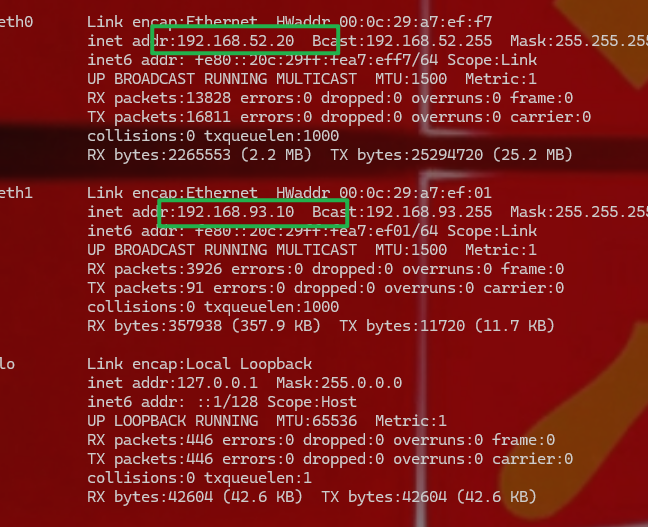 eth0 Link encap:Ethernet HWaddr 00:0c:29:a7:ef:f7
inet addr:192.168.52.20 Bcast:192.168.52.255 Mask:255.255.255
inet6 addr: fe80::20c:29ff:fea7:eff7/64 Scope:Link
UP BROADCAST RUNNING MULTICAST MTU:1500 Metric:1
RX packets:13828 errors:0 dropped:0 overruns:0 frame:0
TX packets:16811 errors:0 dropped:0 overruns:0 carrier:0
collisions:0 txqueuelen:1000
RX bytes:2265553 (2.2 MB) TX bytes:25294720 (25.2 MB)
eth1 Link encap:Ethernet HWaddr 00:0c:29:a7:ef:01
inet addr:192.168.93.10 Bcast:192.168.93.255 Mask:255.255.255
inet6 addr: fe80::20c:29ff:fea7:ef01/64 Scope:Link
UP BROADCAST RUNNING MULTICAST MTU:1500 Metric:1
RX packets:3926 errors:0 dropped:0 overruns:0 frame:0
TX packets:91 errors:0 dropped:0 overruns:0 carrier:0
collisions:0 txqueuelen:1000
RX bytes:357938 (357.9 KB) TX bytes:11720 (11.7 KB)
lo Link encap:Local Loopback
inet addr:127.0.0.1 Mask:255.0.0.0
inet6 addr: ::1/128 Scope:Host
UP LOOPBACK RUNNING MTU:65536 Metric:1
RX packets:446 errors:0 dropped:0 overruns:0 frame:0
TX packets:446 errors:0 dropped:0 overruns:0 carrier:0
collisions:0 txqueuelen:1
RX bytes:42604 (42.6 KB) TX bytes:42604 (42.6 KB)